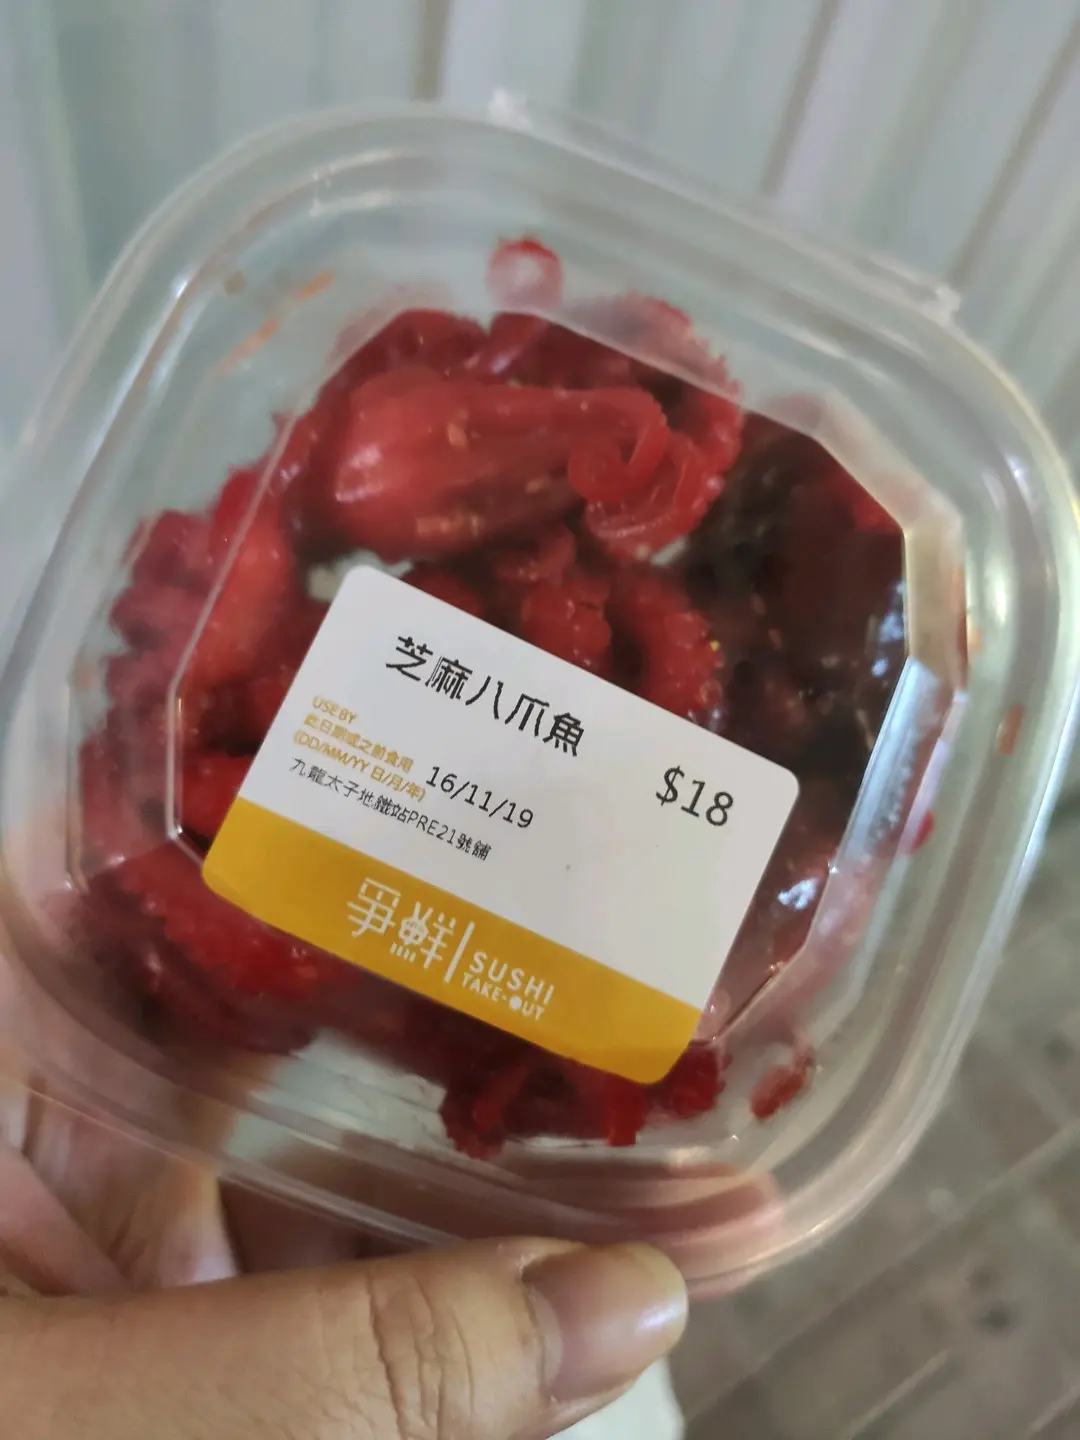 芝麻八爪魚
$18
USE BY
此日期或之前食用
(DD/MM/YY 日/月/年)
16/11/19
九龍太子地鐵站PRE21號舖
爭鮮
SUSHI
TAKE-OUT